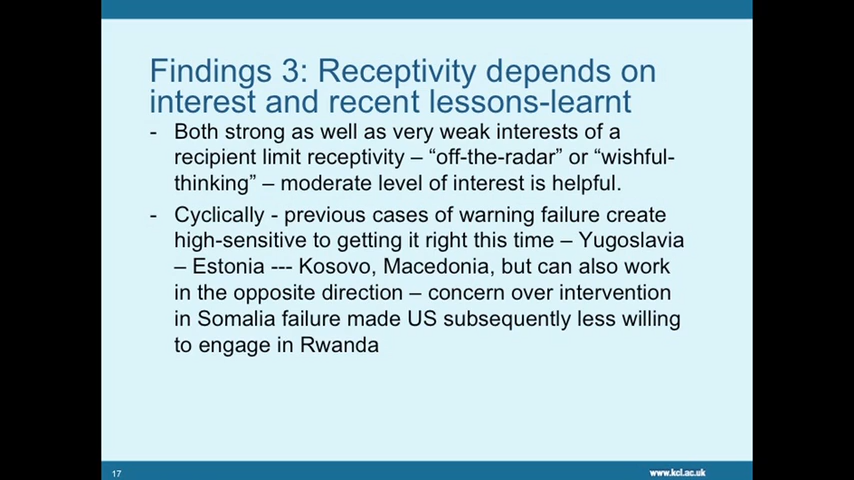 Findings 3: Receptivity depends on
interest and recent lessons-learnt
- Both strong as well as very weak interests of a
recipient limit receptivity – “off-the-radar” or “wishful-
thinking” – moderate level of interest is helpful.
- Cyclically - previous cases of warning failure create
high-sensitive to getting it right this time – Yugoslavia
– Estonia --- Kosovo, Macedonia, but can also work
in the opposite direction – concern over intervention
in Somalia failure made US subsequently less willing
to engage in Rwanda
17
www.kcl.ac.uk